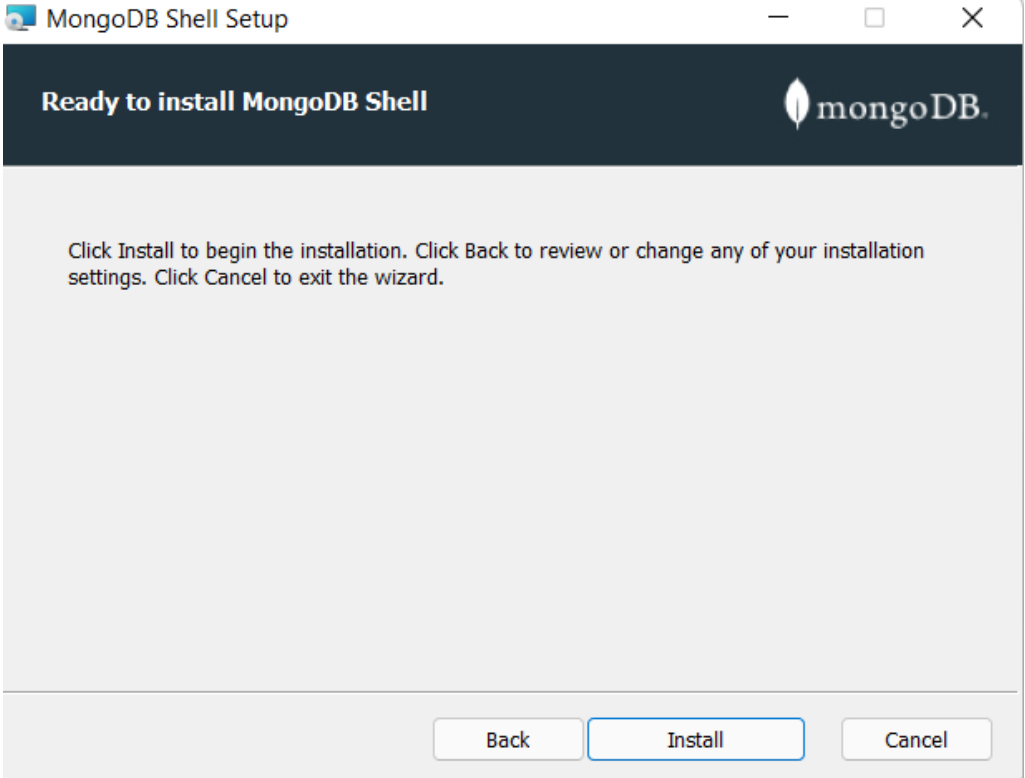 MongoDB Shell Setup
Ready to install MongoDB Shell
mongoDB.
Click Install to begin the installation. Click Back to review or change any of your installation
settings. Click Cancel to exit the wizard.
Back
Install
Cancel